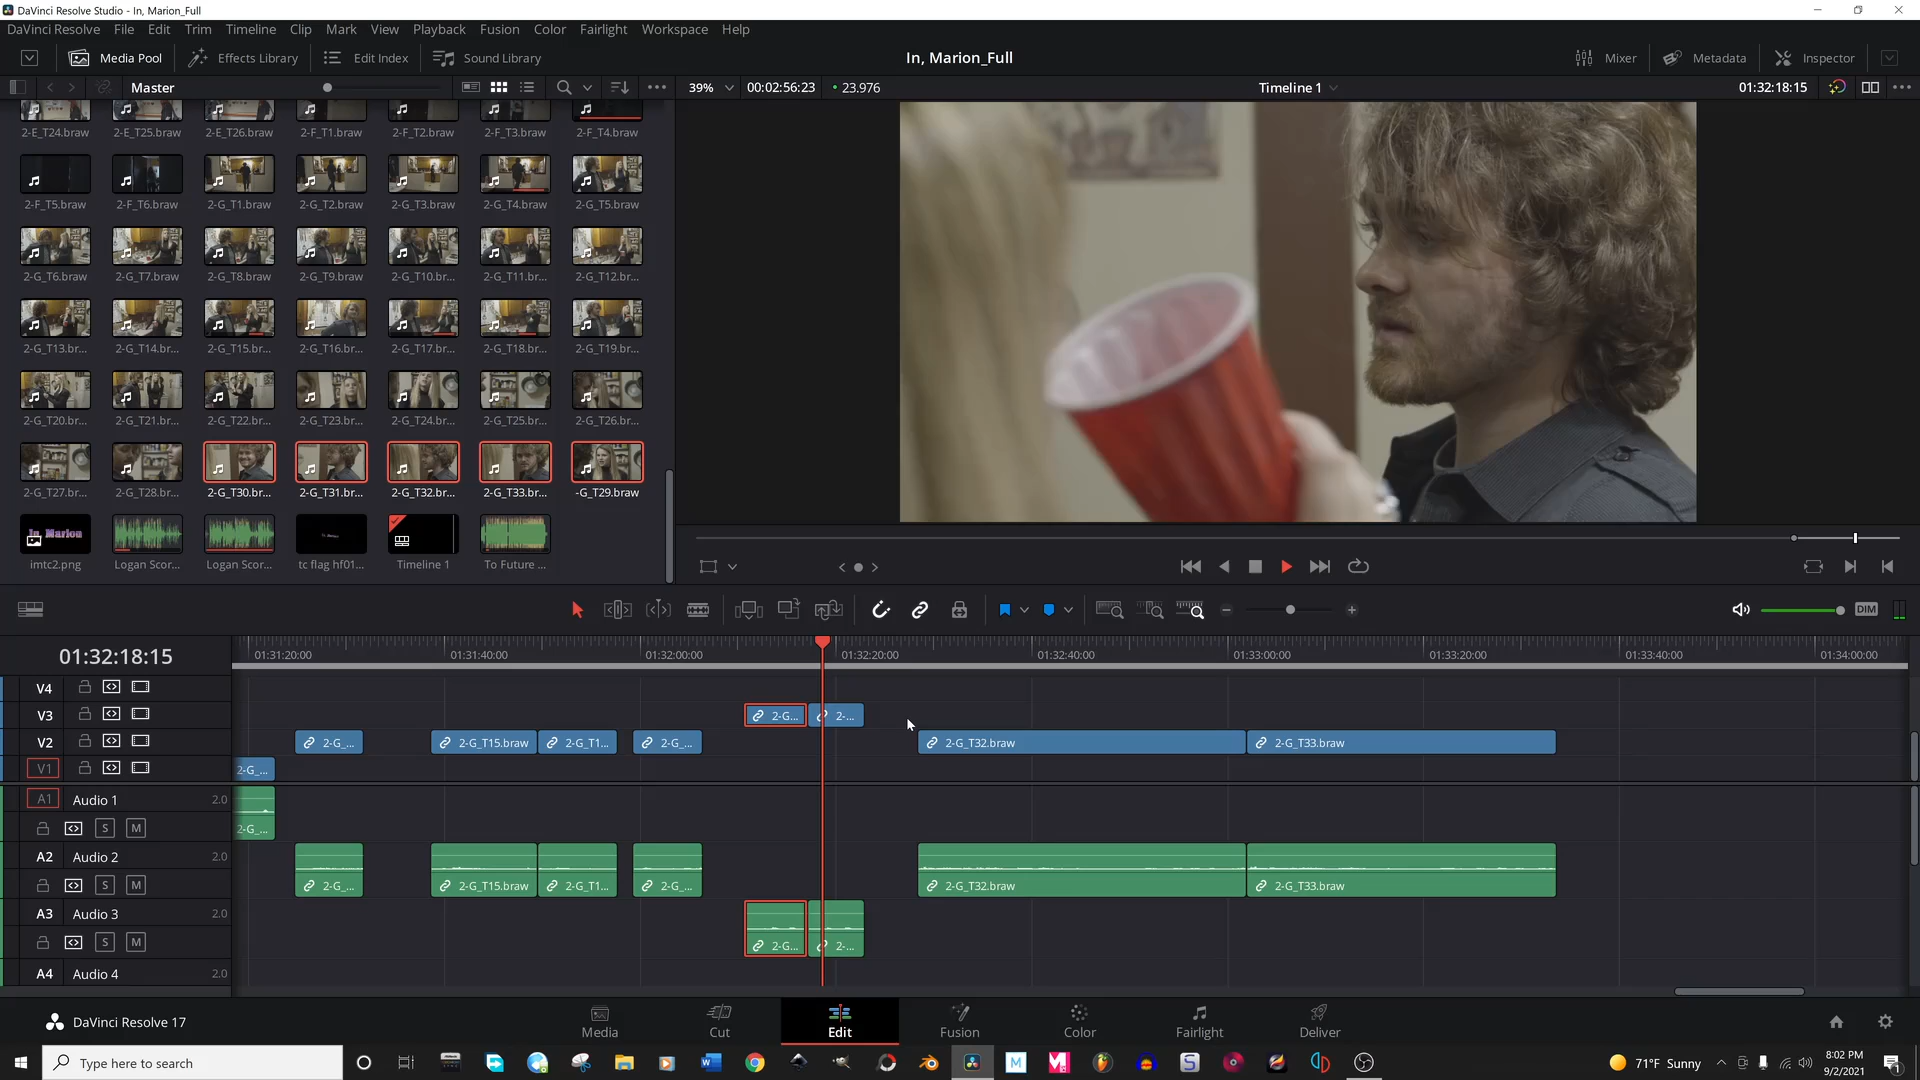 DaVinci Resolve Studio - In, Marion_Full
DaVinci Resolve File Edit Trim Timeline Clip Mark View Playback Fusion Color Fairlight Workspace Help
Media Pool Effects Library Edit Index Sound Library In, Marion_Full Mixer Metadata Inspector
Master 39% 00:02:56:23 23.976 Timeline 1 01:32:18:15
2-E_T24.braw 2-E_T25.braw 2-E_T26.braw 2-F_T1.braw 2-F_T2.braw 2-F_T3.braw 2-F_T4.braw
2-F_T5.braw 2-F_T6.braw 2-G_T1.braw 2-G_T2.braw 2-G_T3.braw 2-G_T4.braw 2-G_T5.braw
2-G_T6.braw 2-G_T7.braw 2-G_T8.braw 2-G_T9.braw 2-G_T10.br... 2-G_T11.br... 2-G_T12.br...
2-G_T13.br... 2-G_T14.br... 2-G_T15.br... 2-G_T16.br... 2-G_T17.br... 2-G_T18.br... 2-G_T19.br...
2-G_T20.br... 2-G_T21.br... 2-G_T22.br... 2-G_T23.br... 2-G_T24.br... 2-G_T25.br... 2-G_T26.br...
2-G_T27.br... 2-G_T28.br... 2-G_T30.br... 2-G_T31.br... 2-G_T32.br... 2-G_T33.br... -G_T29.braw
In Marion
imtc2.png Logan Scor... Logan Scor... tc flag hf01... Timeline 1 To Future ...
DIM
01:32:18:15 01:31:20:00 01:31:40:00 01:32:00:00 01:32:20:00 01:32:40:00 01:33:00:00 01:33:20:00 01:33:40:00 01:34:00:00
V4
V3 2-G... 2-...
V2 2-G_... 2-G_T15.braw 2-G_T1... 2-G_... 2-G_T32.braw 2-G_T33.braw
V1 2-G_...
A1 Audio 1 2.0
S M 2-G_...
A2 Audio 2 2.0
S M 2-G_... 2-G_T15.braw 2-G_T1... 2-G_... 2-G_T32.braw 2-G_T33.braw
A3 Audio 3 2.0
S M 2-G... 2-...
A4 Audio 4 2.0
DaVinci Resolve 17 Media Cut Edit Fusion Color Fairlight Deliver
Type here to search 71°F Sunny 8:02 PM
9/2/2021